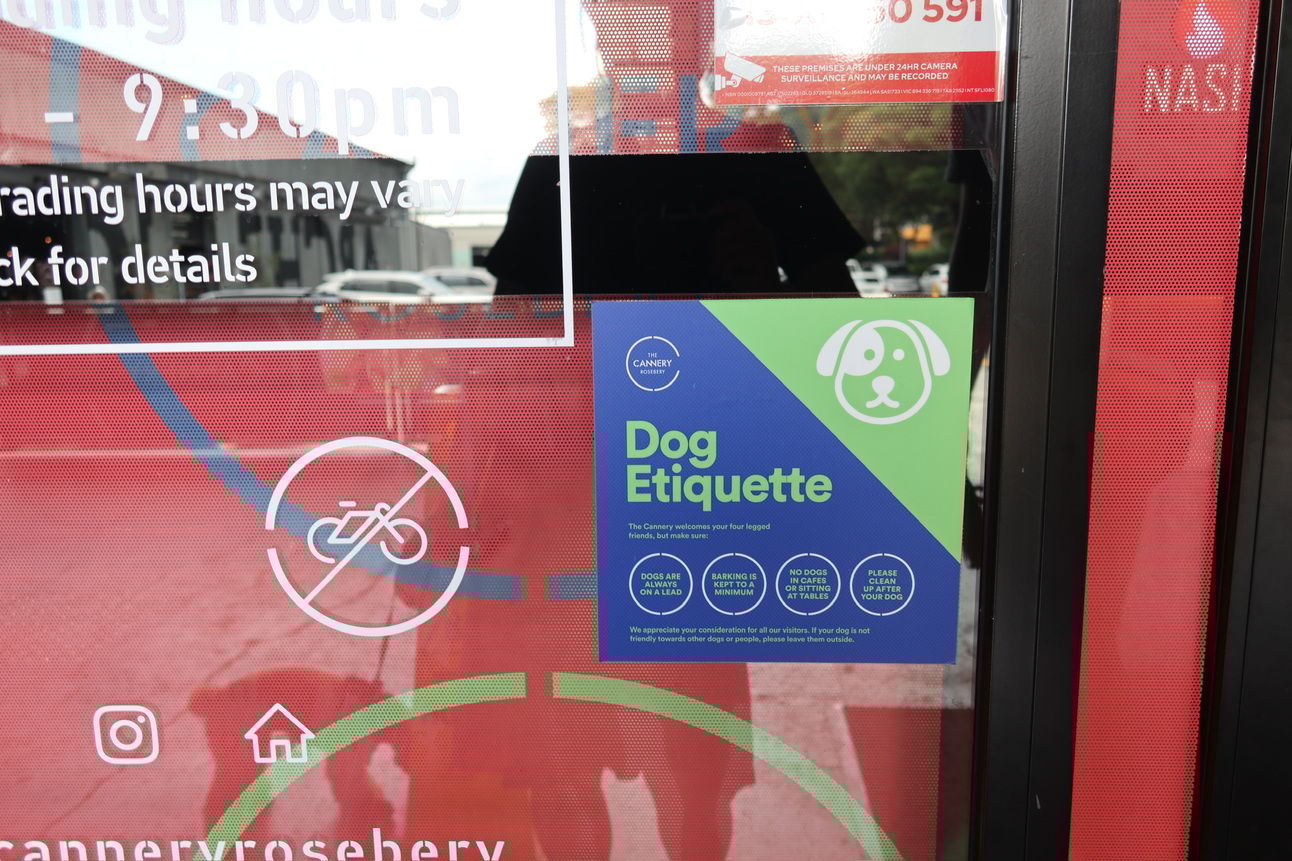 - 9:30pm
rading hours may vary
ck for details
THESE PREMISES ARE UNDER 24HR CAMERA
SURVEILLANCE AND MAY BE RECORDED
NASI
THE
CANNERY
ROSEBERY
Dog
Etiquette
The Cannery welcomes your four legged
friends, but make sure:
DOGS ARE
ALWAYS
ON A LEAD
BARKING IS
KEPT TO A
MINIMUM
NO DOGS
IN CAFES
OR SITTING
AT TABLES
PLEASE
CLEAN
UP AFTER
YOUR DOG
We appreciate your consideration for all our visitors. If your dog is not
friendly towards other dogs or people, please leave them outside.
canneryrosebery